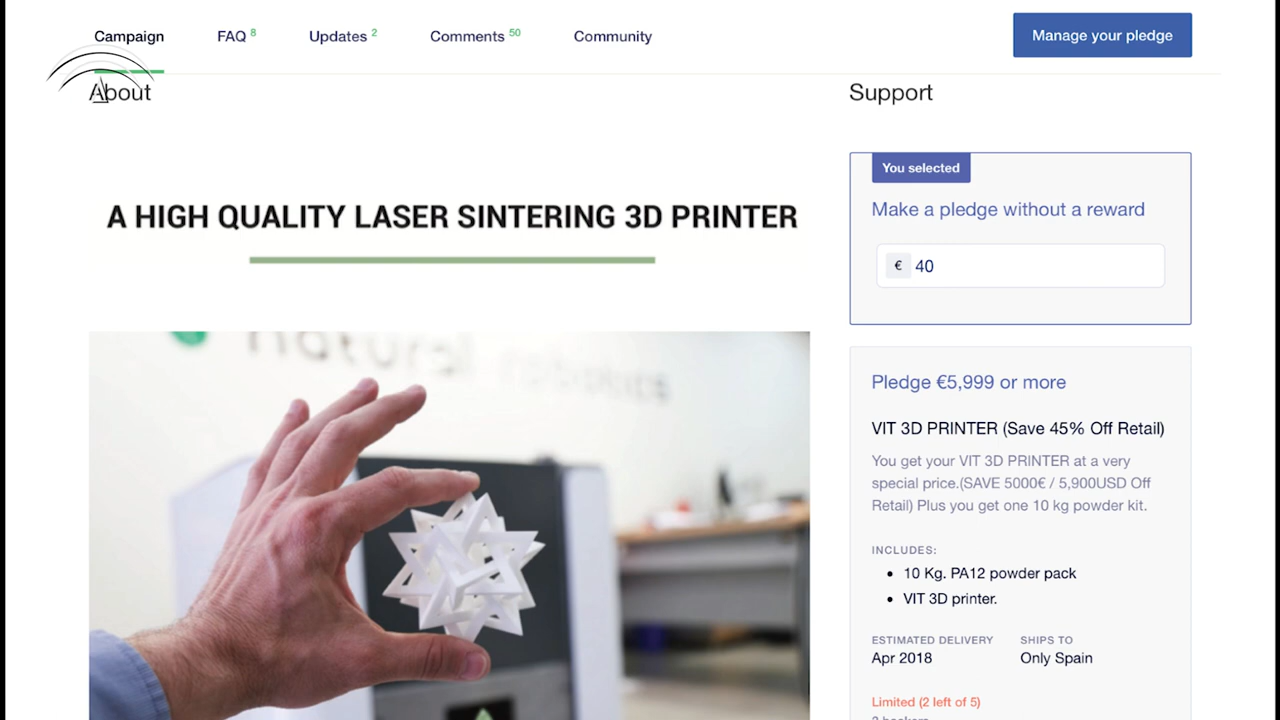 Campaign
FAQ 8
Updates 2
Comments 50
Community
Manage your pledge
About
Support
A HIGH QUALITY LASER SINTERING 3D PRINTER
natural robotics
You selected
Make a pledge without a reward
€ 40
Pledge €5,999 or more
VIT 3D PRINTER (Save 45% Off Retail)
You get your VIT 3D PRINTER at a very
special price.(SAVE 5000€ / 5,900USD Off
Retail) Plus you get one 10 kg powder kit.
INCLUDES:
10 Kg. PA12 powder pack
VIT 3D printer.
ESTIMATED DELIVERY
SHIPS TO
Apr 2018
Only Spain
Limited (2 left of 5)